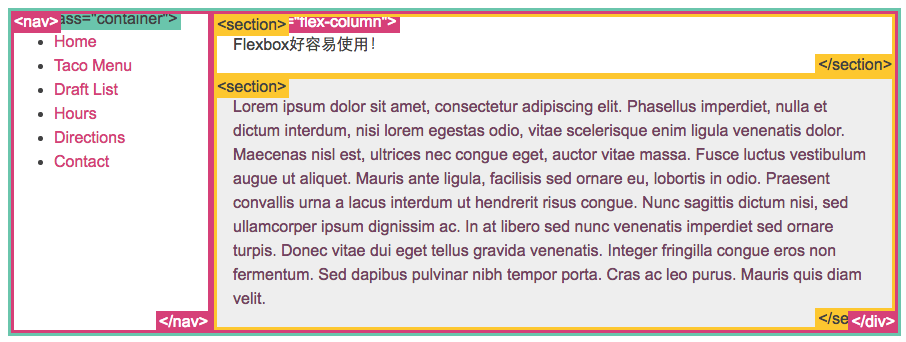 <nav>
ass="container">
Home
Taco Menu
Draft List
Hours
Directions
Contact
</nav>
<section>
="flex-column">
Flexbox好容易使用!
</section>
<section>
Lorem ipsum dolor sit amet, consectetur adipiscing elit. Phasellus imperdiet, nulla et
dictum interdum, nisi lorem egestas odio, vitae scelerisque enim ligula venenatis dolor.
Maecenas nisl est, ultrices nec congue eget, auctor vitae massa. Fusce luctus vestibulum
augue ut aliquet. Mauris ante ligula, facilisis sed ornare eu, lobortis in odio. Praesent
convallis urna a lacus interdum ut hendrerit risus congue. Nunc sagittis dictum nisi, sed
ullamcorper ipsum dignissim ac. In at libero sed nunc venenatis imperdiet sed ornare
turpis. Donec vitae dui eget tellus gravida venenatis. Integer fringilla congue eros non
fermentum. Sed dapibus pulvinar nibh tempor porta. Cras ac leo purus. Mauris quis diam
velit.
</se
</div>